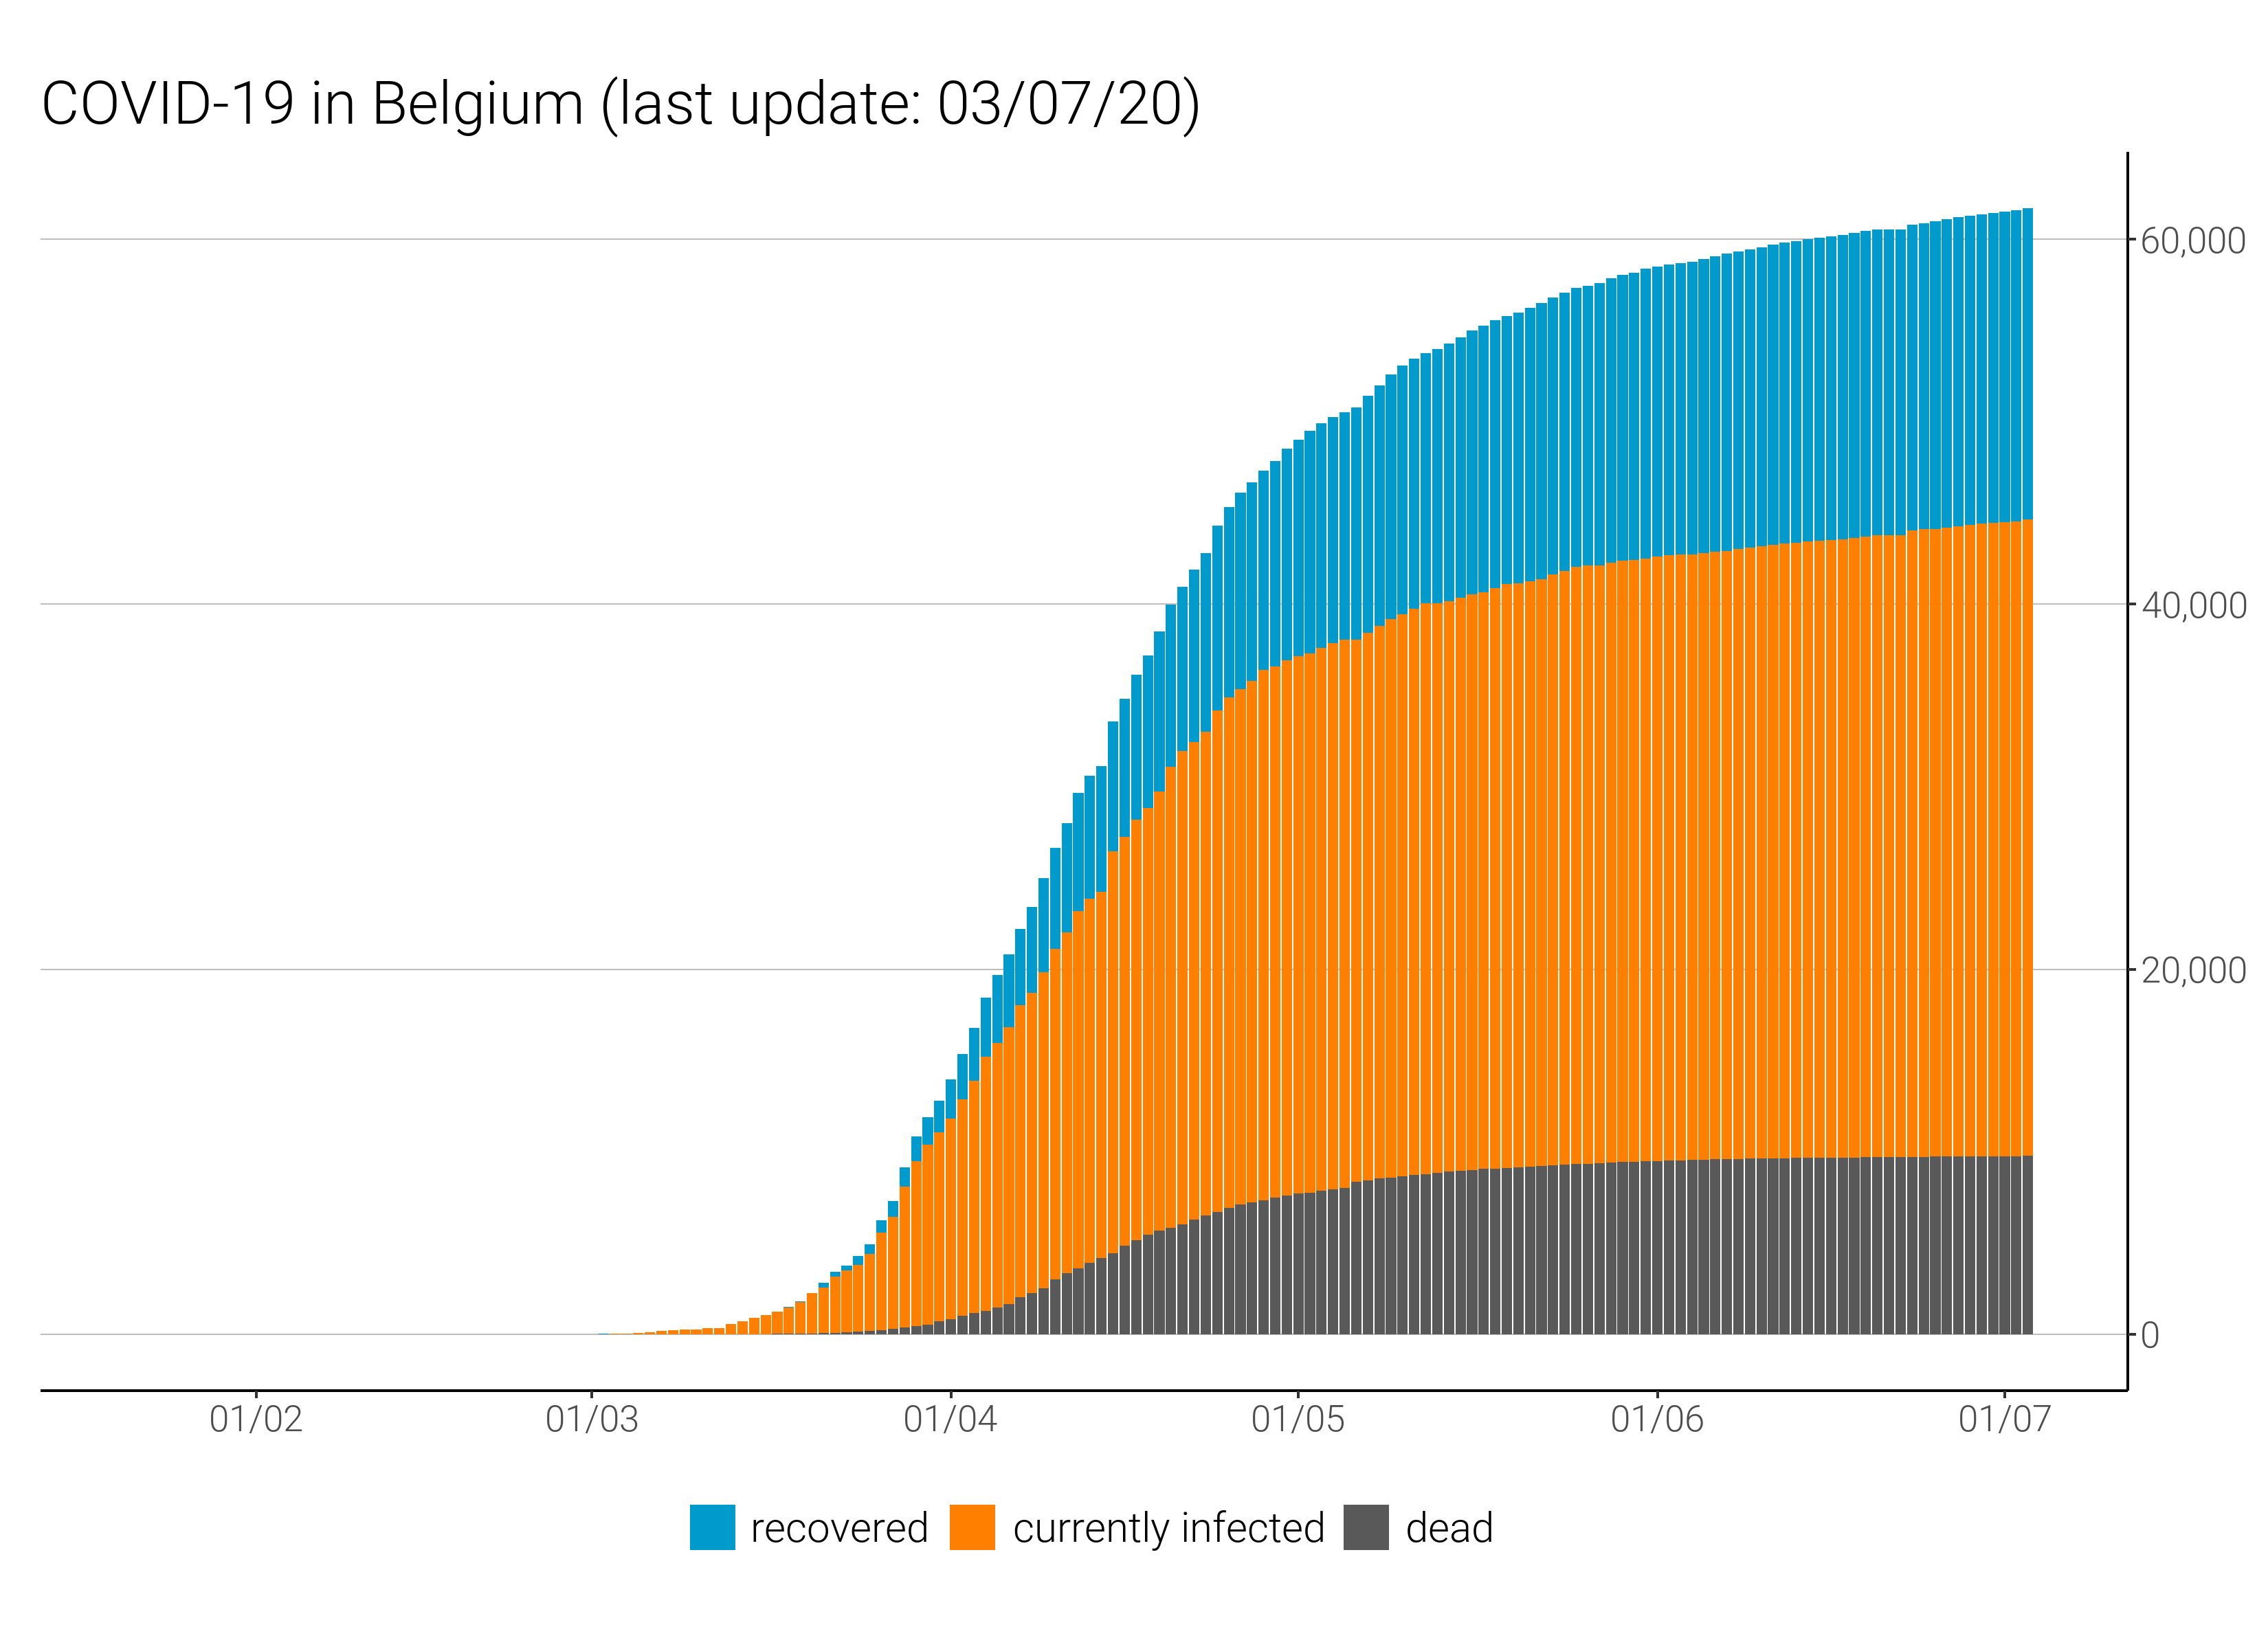 COVID-19 in Belgium (last update: 03/07/20)
60,000
40,000
20,000
0
01/02 01/03 01/04 01/05 01/06 01/07
recovered currently infected dead